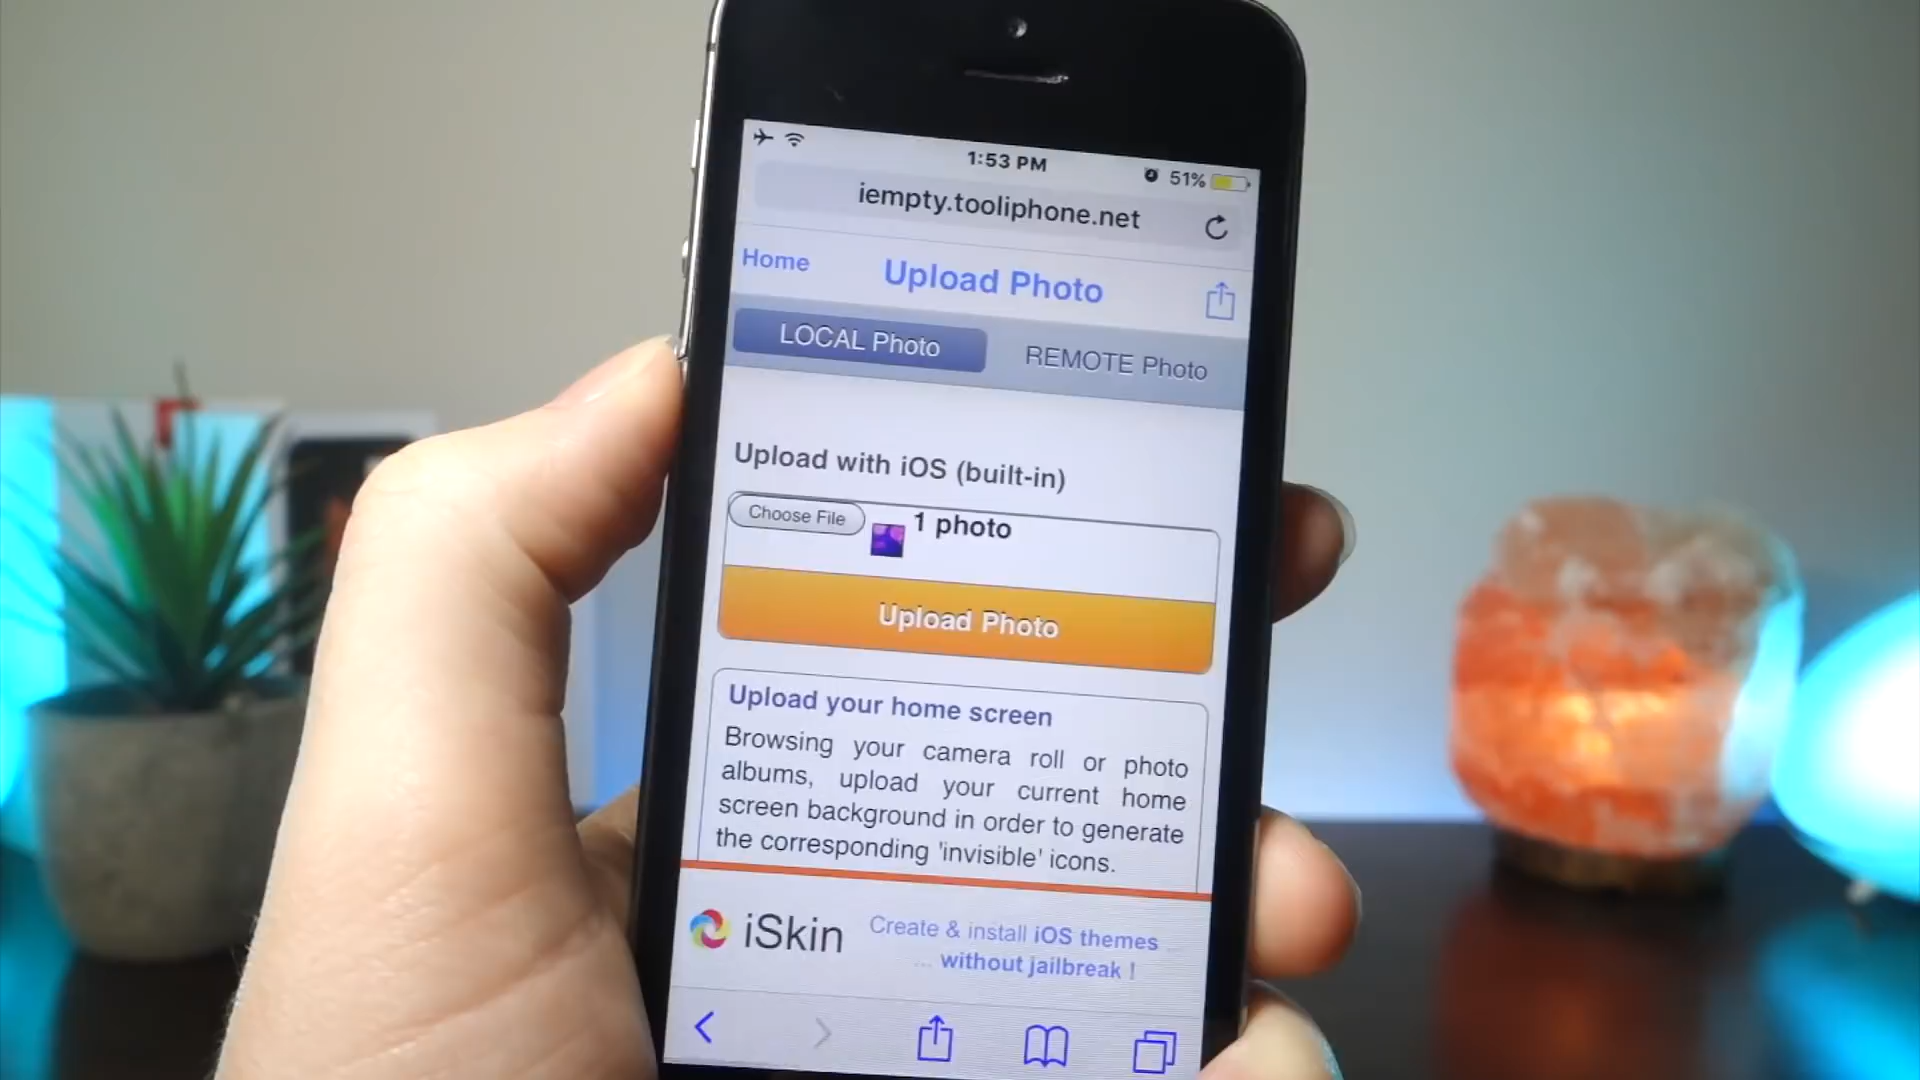 1:53 PM
51%
iempty.tooliphone.net
Home
Upload Photo
LOCAL Photo
REMOTE Photo
Upload with iOS (built-in)
Choose File
1 photo
Upload Photo
Upload your home screen
Browsing your camera roll or photo
albums, upload your current home
screen background in order to generate
the corresponding 'invisible' icons.
iSkin
Create & install iOS themes ...
... without jailbreak !